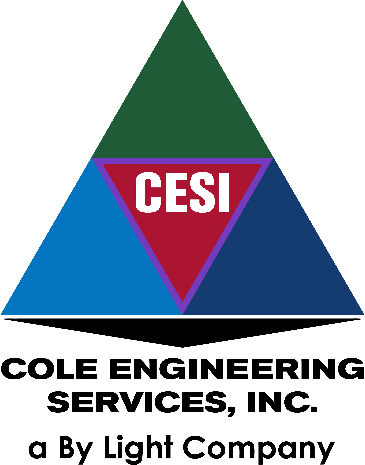 CESI
COLE ENGINEERING
SERVICES, INC.
a By Light Company